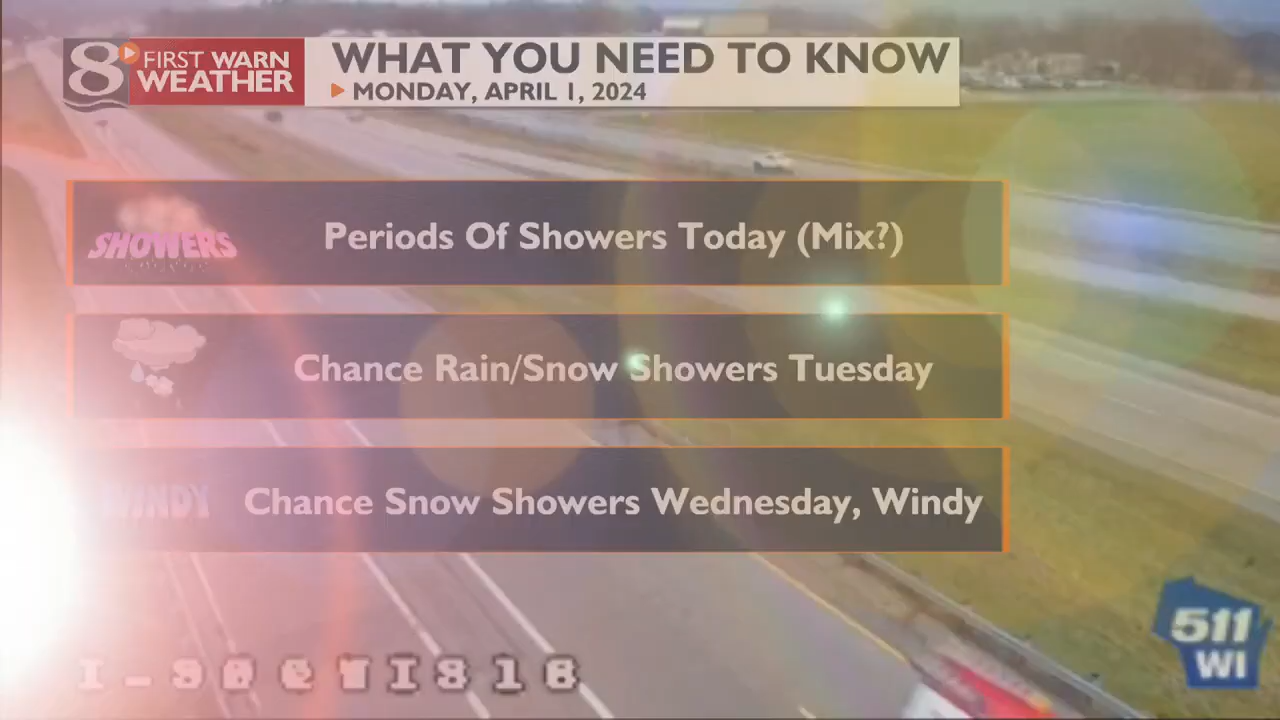 8 FIRST WARN
WEATHER
WHAT YOU NEED TO KNOW
MONDAY, APRIL 1, 2024
SHOWERS
Periods Of Showers Today (Mix?)
Chance Rain/Snow Showers Tuesday
WINDY
Chance Snow Showers Wednesday, Windy
511
WI